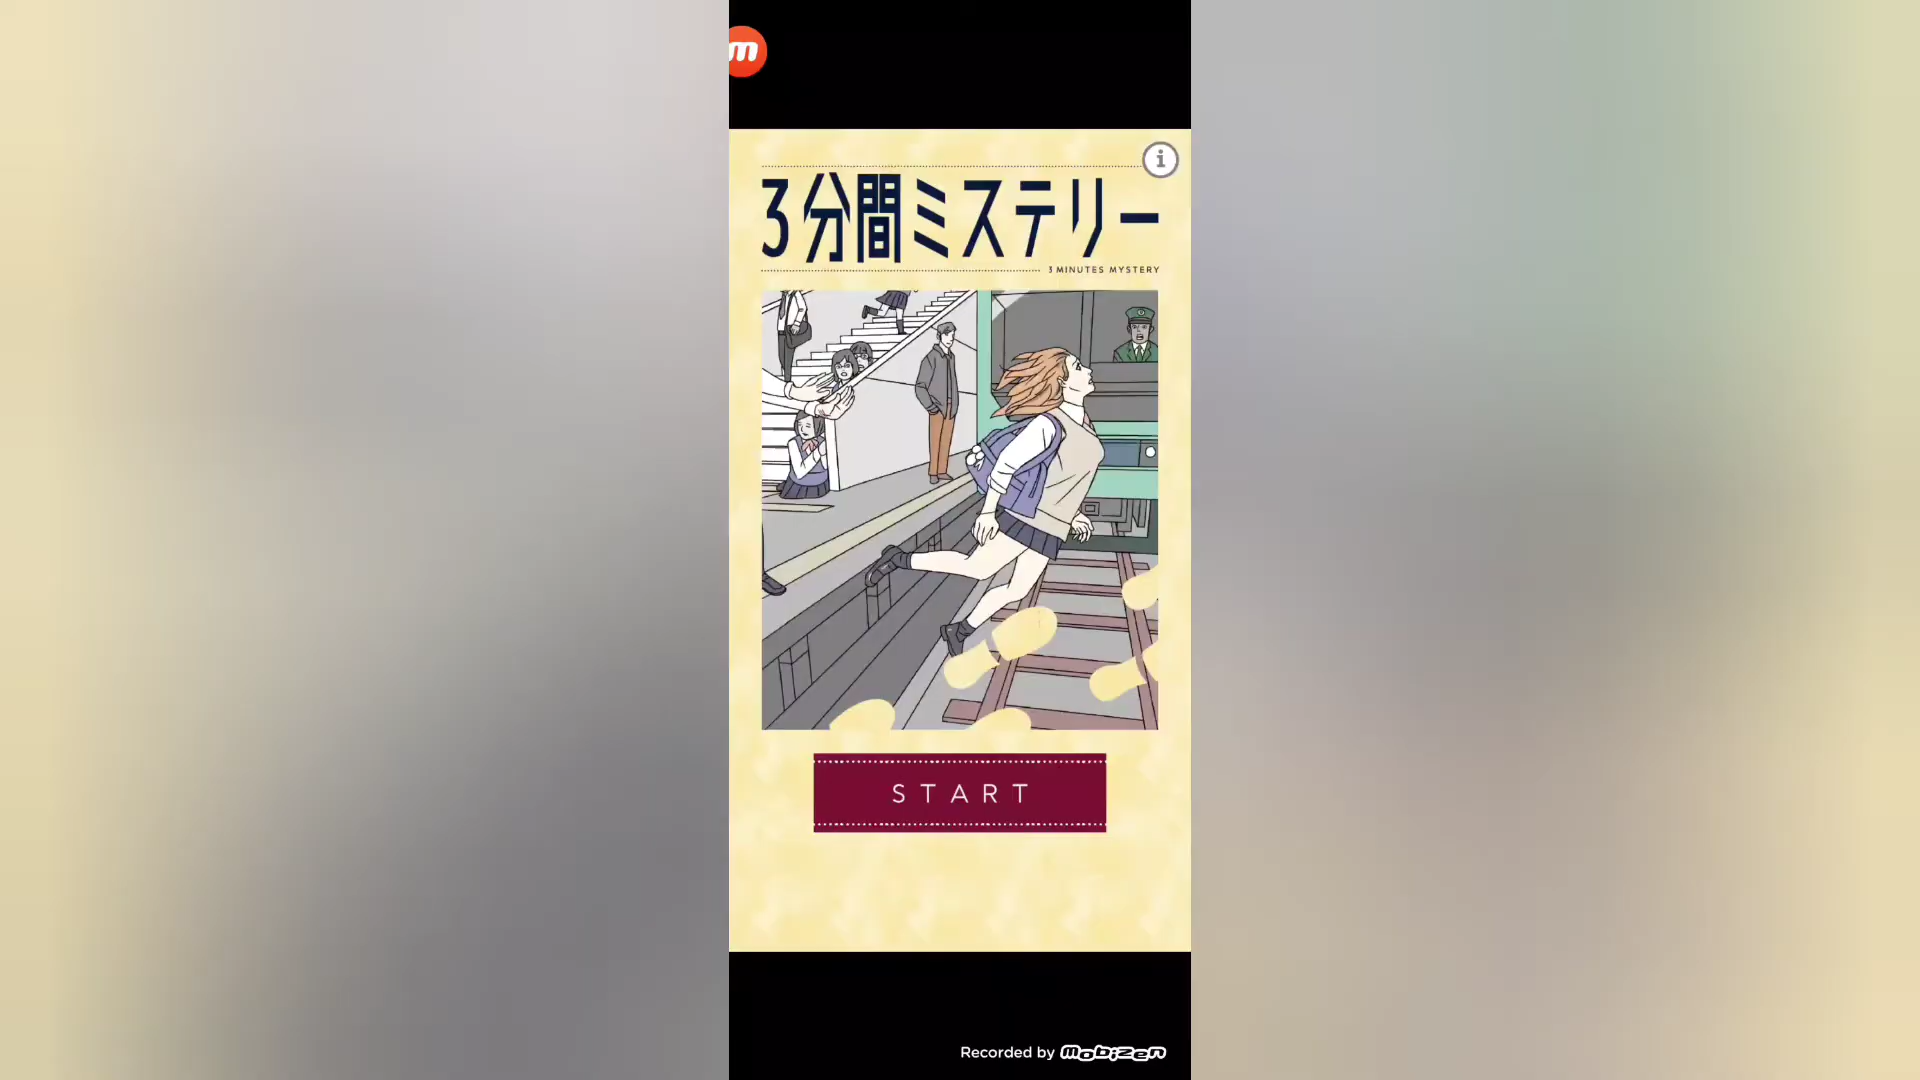 m
i
3分間ミステリー
3 MINUTES MYSTERY
START
Recorded by mobizen